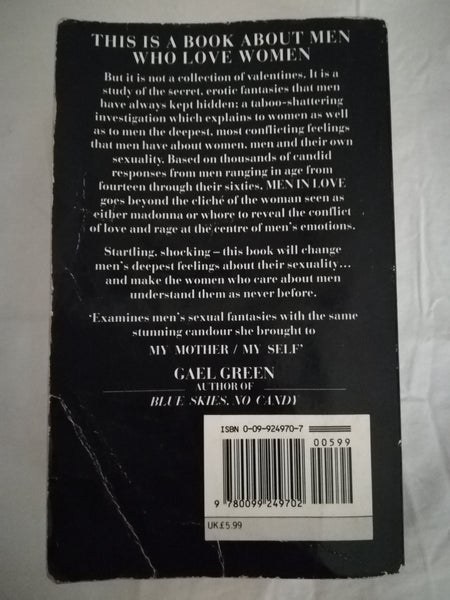 THIS IS A BOOK ABOUT MEN
WHO LOVE WOMEN
But it is not a collection of valentines. It is a
study of the secret, erotic fantasies that men
have always kept hidden; a taboo-shattering
investigation which explains to women as well
as to men the deepest, most conflicting feelings
that men have about women, men and their own
sexuality. Based on thousands of candid
responses from men ranging in age from
fourteen through their sixties, MEN IN LOVE
goes beyond the cliché of the woman seen as
either madonna or whore to reveal the conflict
of love and rage at the centre of men's emotions.
Startling, shocking – this book will change
men's deepest feelings about their sexuality...
and make the women who care about men
understand them as never before.
'Examines men's sexual fantasies with the same
stunning candour she brought to
MY MOTHER / MY SELF'
GAEL GREEN
AUTHOR OF
BLUE SKIES, NO CANDY
ISBN 0-09-924970-7
00599
9 780099 249702
UK £5.99